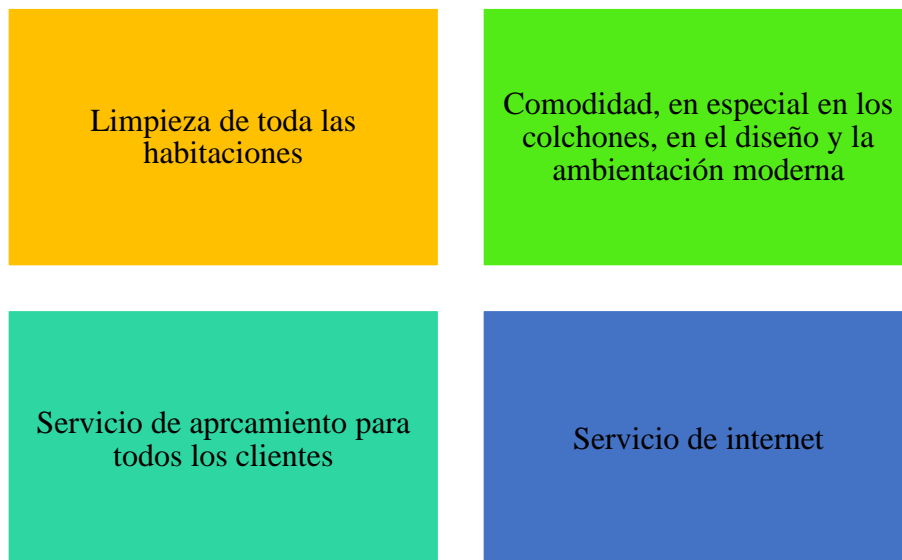 Limpieza de toda las
habitaciones
Comodidad, en especial en los
colchones, en el diseño y la
ambientación moderna
Servicio de aprcamiento para
todos los clientes
Servicio de internet